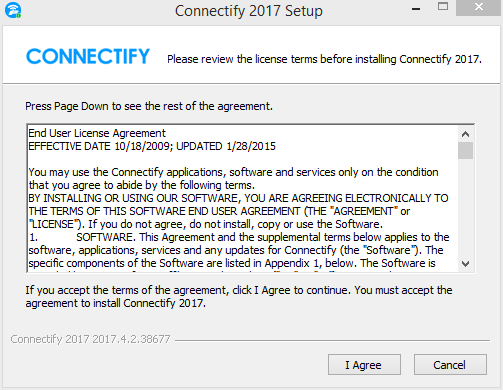 Connectify 2017 Setup
CONNECTIFY
Please review the license terms before installing Connectify 2017.
Press Page Down to see the rest of the agreement.
End User License Agreement
EFFECTIVE DATE 10/18/2009; UPDATED 1/28/2015
You may use the Connectify applications, software and services only on the condition
that you agree to abide by the following terms.
BY INSTALLING OR USING OUR SOFTWARE, YOU ARE AGREEING ELECTRONICALLY TO
THE TERMS OF THIS SOFTWARE END USER AGREEMENT (THE "AGREEMENT" or
"LICENSE"). If you do not agree, do not install, copy or use the Software.
1. SOFTWARE. This Agreement and the supplemental terms below applies to the
software, applications, services and any updates for Connectify (the "Software"). The
specific components of the Software are listed in Appendix 1, below. The Software is
If you accept the terms of the agreement, click I Agree to continue. You must accept the
agreement to install Connectify 2017.
Connectify 2017 2017.4.2.38677
I Agree
Cancel